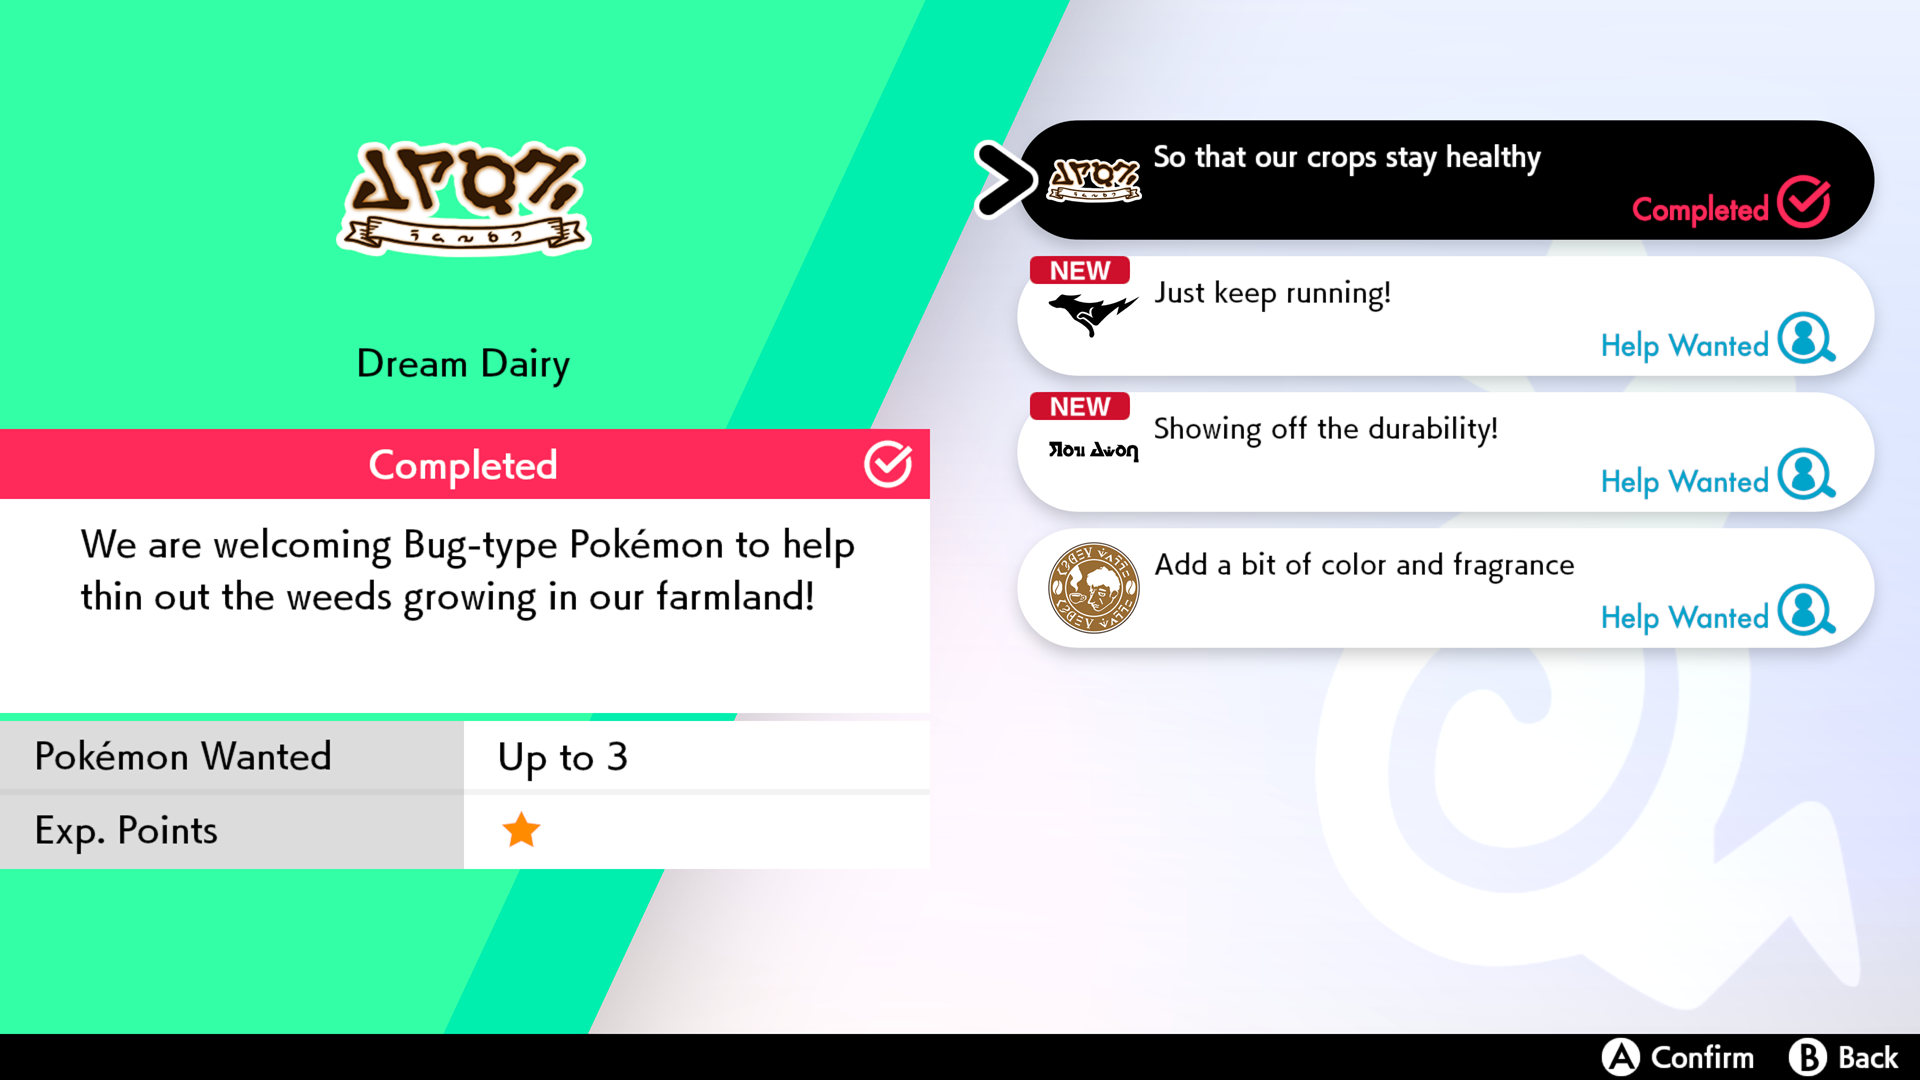 Dream Dairy
Completed
We are welcoming Bug-type Pokémon to help
thin out the weeds growing in our farmland!
Pokémon Wanted
Up to 3
Exp. Points
So that our crops stay healthy
Completed
NEW
Just keep running!
Help Wanted
NEW
Showing off the durability!
Help Wanted
Add a bit of color and fragrance
Help Wanted
A Confirm
B Back